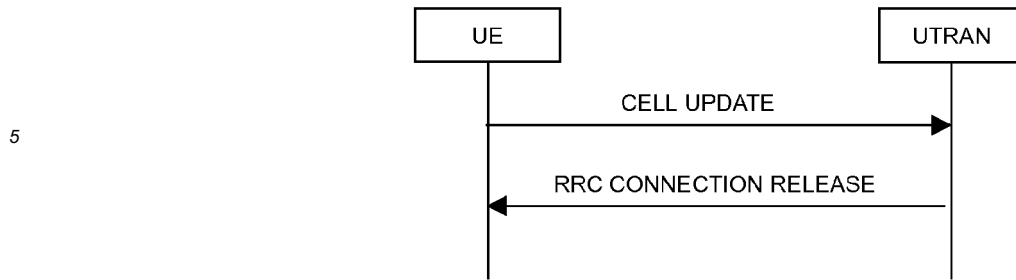 UE
UTRAN
CELL UPDATE
5
RRC CONNECTION RELEASE